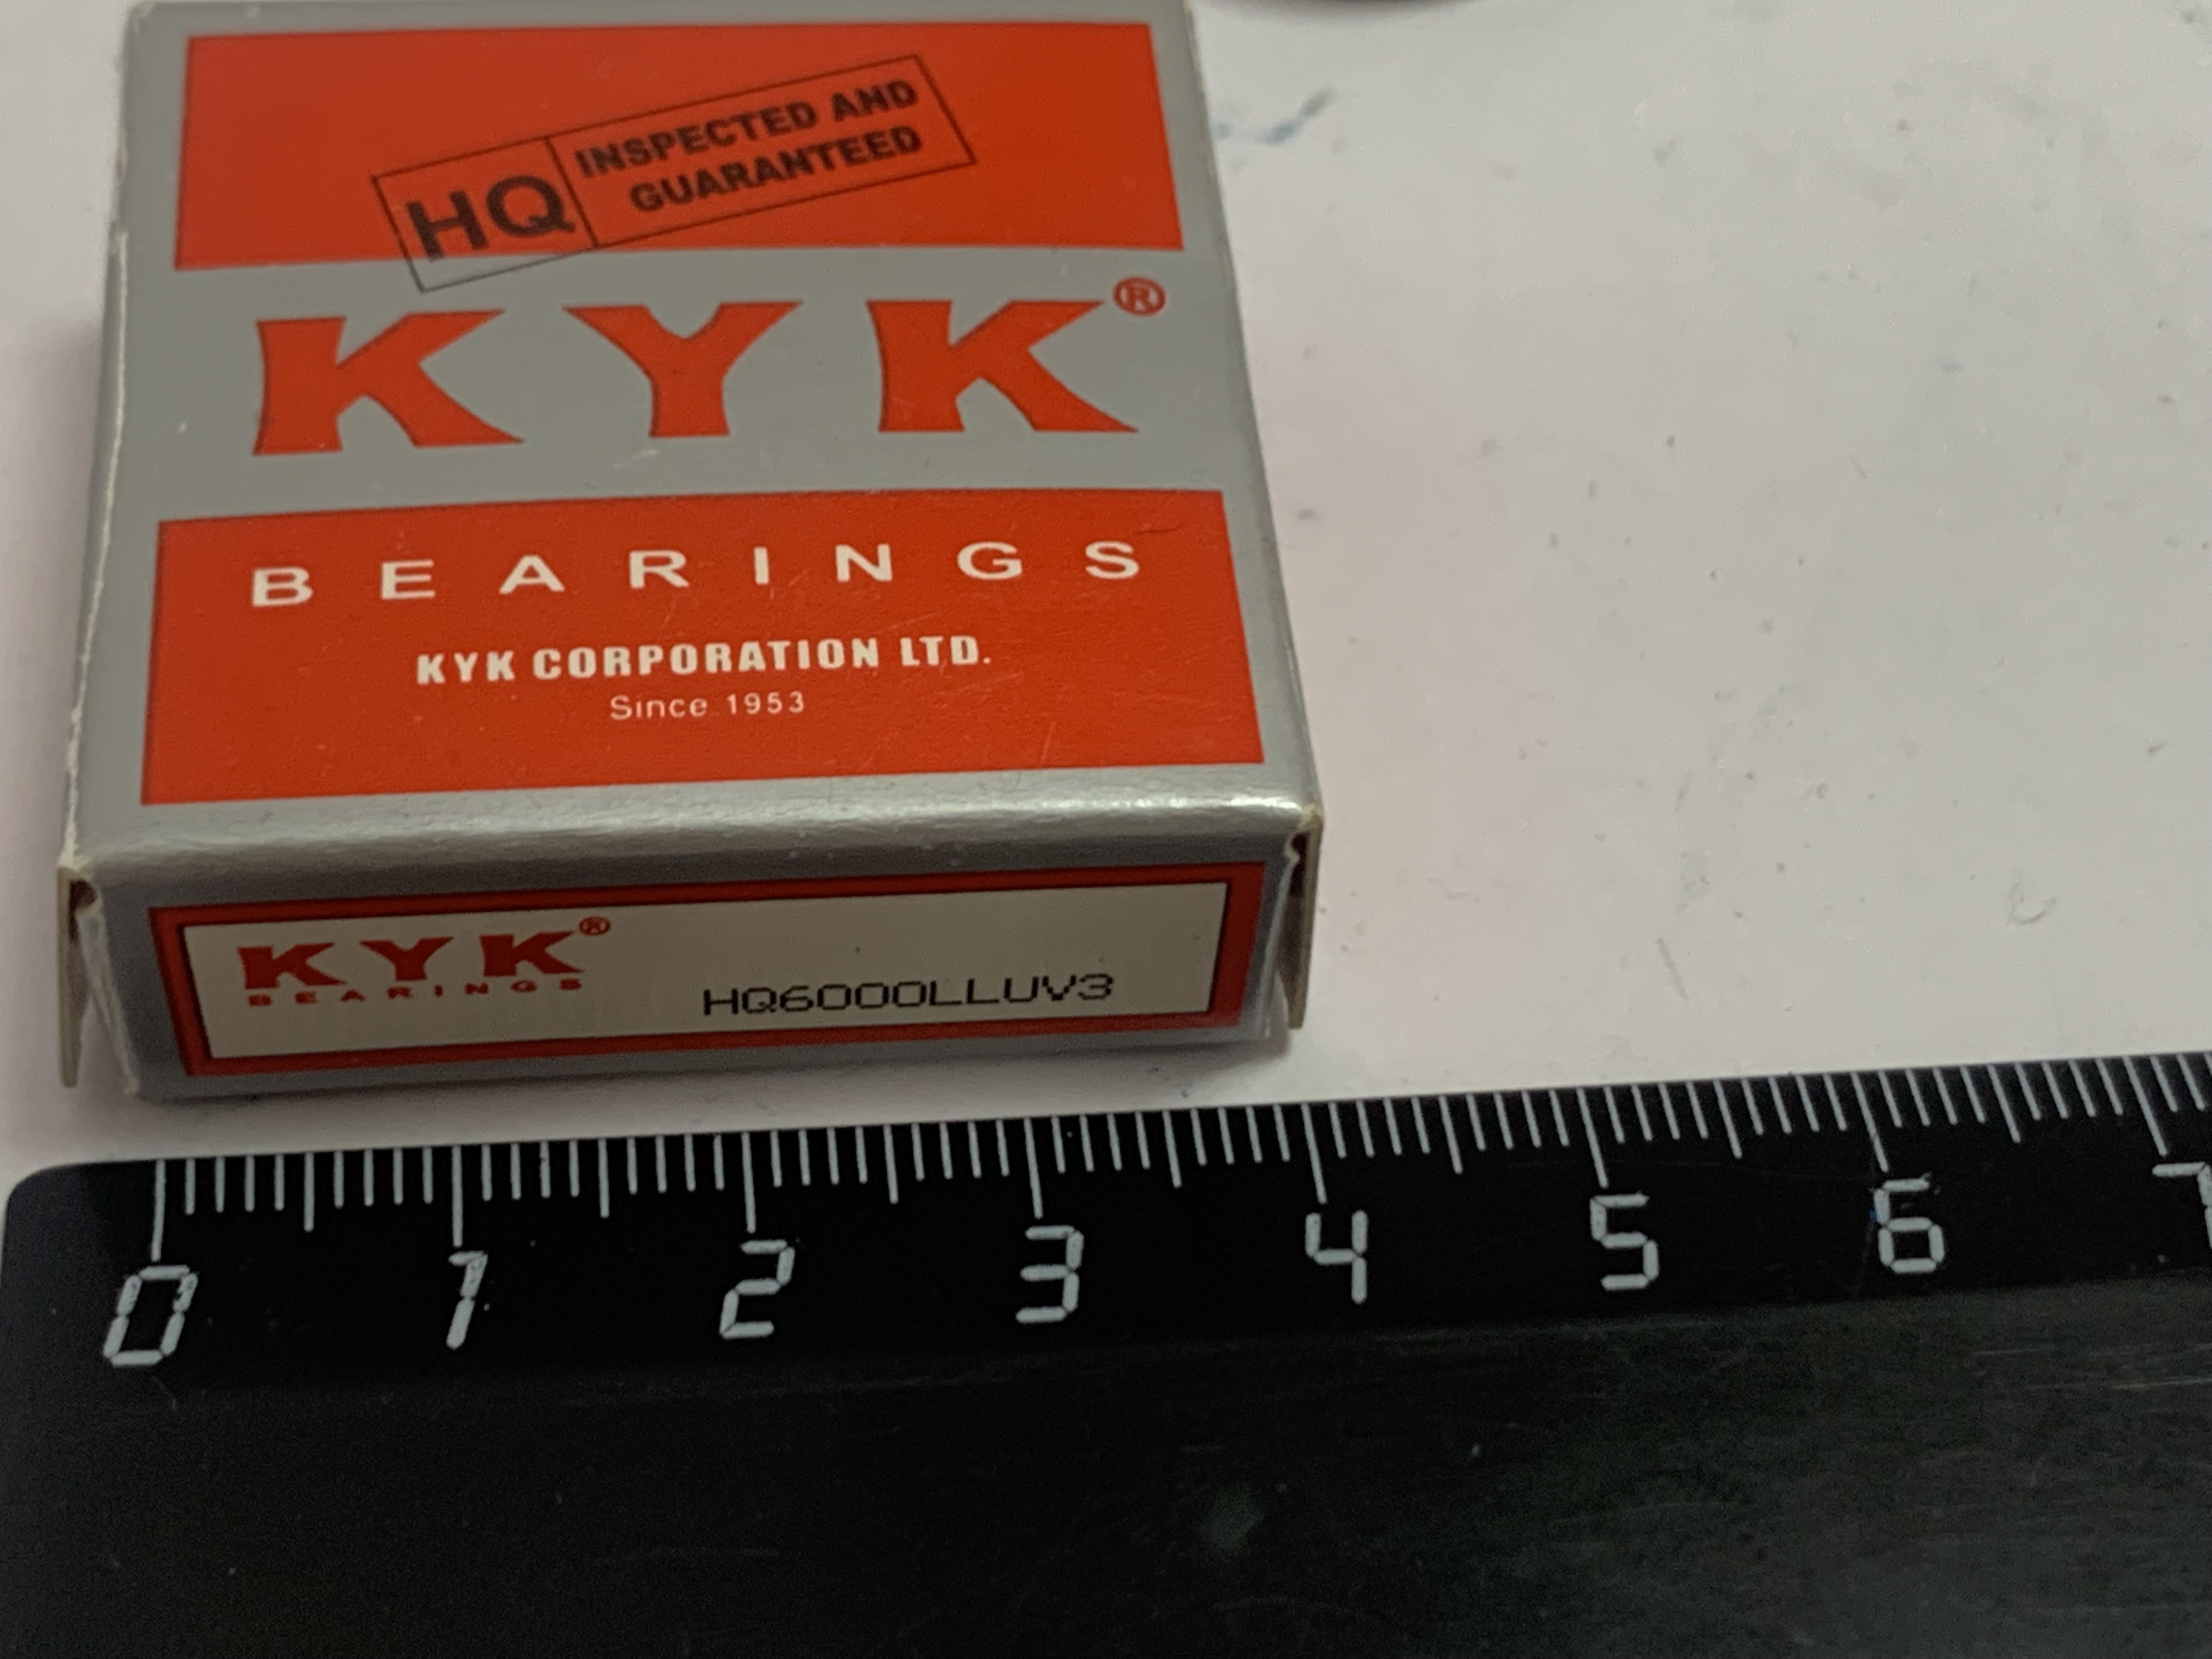 HQ INSPECTED AND
GUARANTEED
KYK®
BEARINGS
KYK CORPORATION LTD.
Since 1953
KYK®
BEARINGS
HQ6000LLUV3
0 1 2 3 4 5 6 7